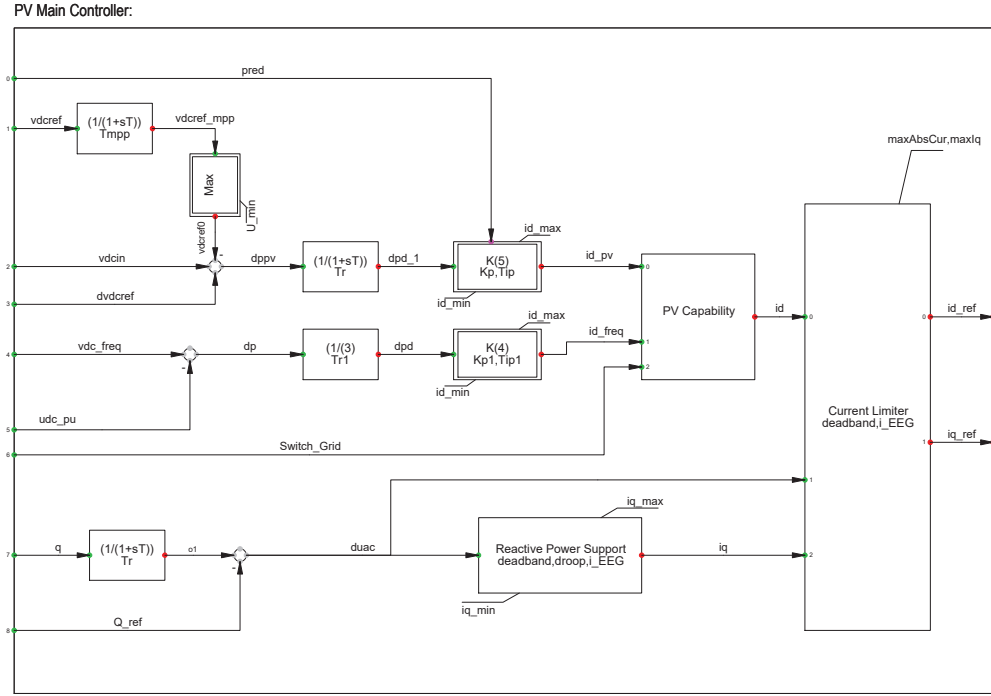 PV Main Controller:
0
pred
1
vdcref
(1/(1+sT))
Tmpp
vdcref_mpp
Max
U_min
vdcref0
-
maxAbsCur,maxIq
2
vdcin
dppv
(1/(1+sT))
Tr
dpd_1
K(5)
Kp,Tip
id_max
id_min
id_pv
3
dvdcref
-
0
1
2
PV Capability
id
4
vdc_freq
dp
(1/(3)
Tr1
dpd
K(4)
Kp1,Tip1
id_max
id_min
id_freq
-
5
udc_pu
6
Switch_Grid
0
1
2
Current Limiter
deadband,i_EEG
0
id_ref
1
iq_ref
7
q
(1/(1+sT))
Tr
o1
duac
Reactive Power Support
deadband,droop,i_EEG
iq_max
iq_min
iq
-
8
Q_ref